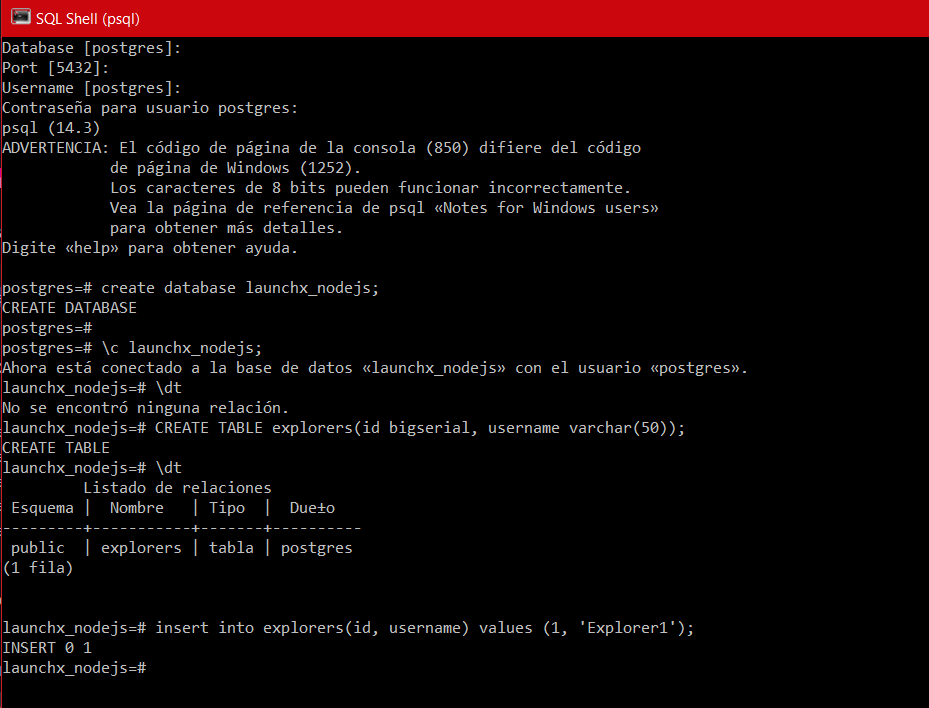 SQL Shell (psql)
Database [postgres]:
Port [5432]:
Username [postgres]:
Contraseña para usuario postgres:
psql (14.3)
ADVERTENCIA: El código de página de la consola (850) difiere del código
            de página de Windows (1252).
            Los caracteres de 8 bits pueden funcionar incorrectamente.
            Vea la página de referencia de psql «Notes for Windows users»
            para obtener más detalles.
Digite «help» para obtener ayuda.
postgres=# create database launchx_nodejs;
CREATE DATABASE
postgres=#
postgres=# \c launchx_nodejs;
Ahora está conectado a la base de datos «launchx_nodejs» con el usuario «postgres».
launchx_nodejs=# \dt
No se encontró ninguna relación.
launchx_nodejs=# CREATE TABLE explorers(id bigserial, username varchar(50));
CREATE TABLE
launchx_nodejs=# \dt
         Listado de relaciones
 Esquema |  Nombre   | Tipo  |  Due±o
---------+-----------+-------+----------
 public  | explorers | tabla | postgres
(1 fila)
launchx_nodejs=# insert into explorers(id, username) values (1, 'Explorer1');
INSERT 0 1
launchx_nodejs=#